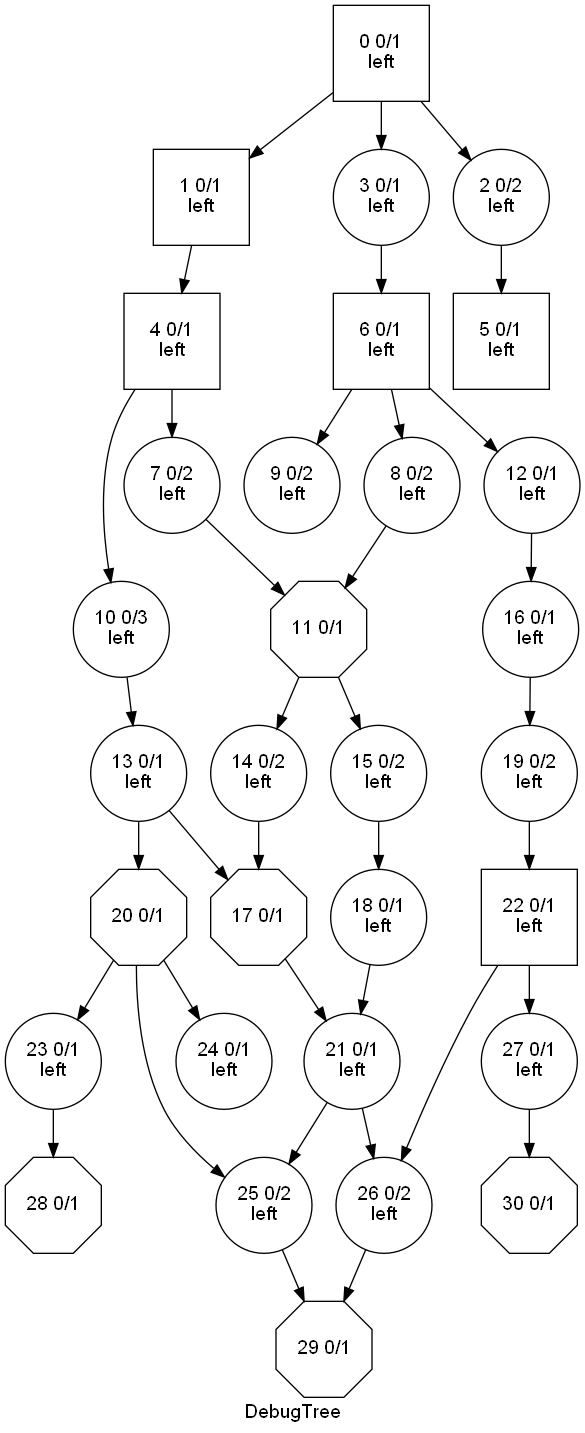 0 0/1
left
1 0/1
left
3 0/1
left
2 0/2
left
4 0/1
left
6 0/1
left
5 0/1
left
7 0/2
left
9 0/2
left
8 0/2
left
12 0/1
left
10 0/3
left
11 0/1
16 0/1
left
13 0/1
left
14 0/2
left
15 0/2
left
19 0/2
left
20 0/1
17 0/1
18 0/1
left
22 0/1
left
23 0/1
left
24 0/1
left
21 0/1
left
27 0/1
left
28 0/1
25 0/2
left
26 0/2
left
30 0/1
29 0/1
DebugTree